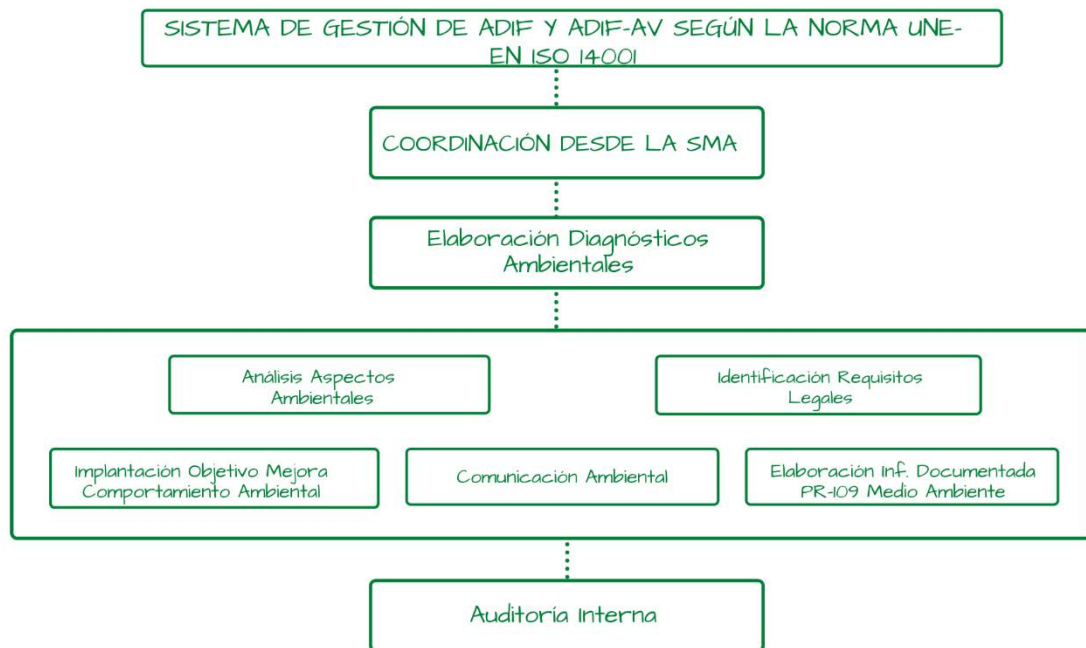 SISTEMA DE GESTIÓN DE ADIF Y ADIF-AV SEGÚN LA NORMA UNE-
EN ISO 14001
COORDINACIÓN DESDE LA SMA
Elaboración Diagnósticos
Ambientales
Análisis Aspectos
Ambientales
Identificación Requisitos
Legales
Implantación Objetivo Mejora
Comportamiento Ambiental
Comunicación Ambiental
Elaboración Inf. Documentada
PR-109 Medio Ambiente
Auditoría Interna